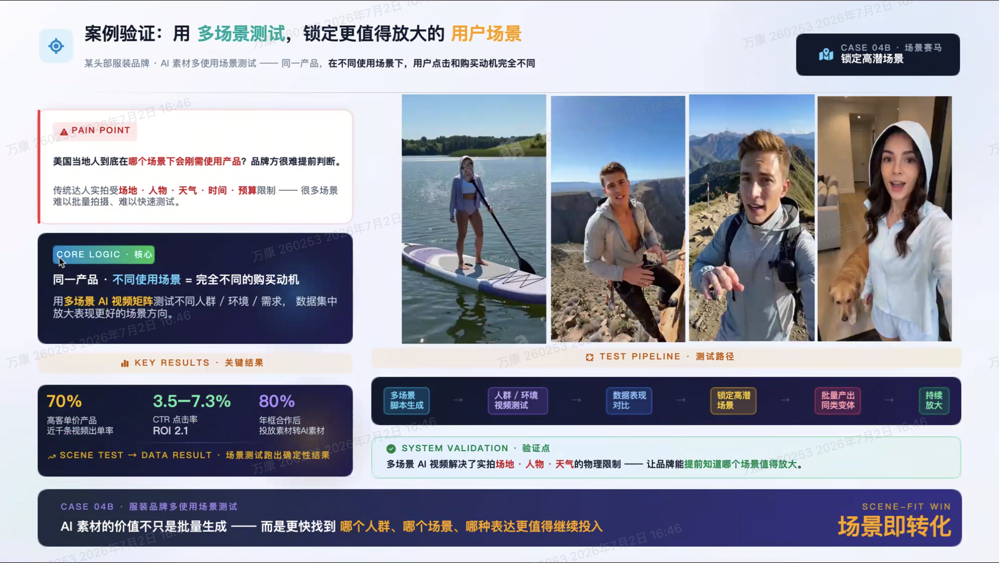 案例验证：用 多场景测试，锁定更值得放大的 用户场景
某头部服装品牌 · AI 素材多使用场景测试 —— 同一产品，在不同使用场景下，用户点击和购买动机完全不同
CASE 04B · 场景赛马
锁定高潜场景
PAIN POINT
美国当地人到底在哪个场景下会刚需使用产品？品牌方很难提前判断。
传统达人实拍受场地 · 人物 · 天气 · 时间 · 预算限制 —— 很多场景
难以批量拍摄、难以快速测试。
CORE LOGIC · 核心
同一产品 · 不同使用场景 = 完全不同的购买动机
用多场景 AI 视频矩阵测试不同人群 / 环境 / 需求， 数据集中
放大表现更好的场景方向。
KEY RESULTS · 关键结果
70%
高客单价产品
近千条视频出单率
3.5—7.3%
CTR 点击率
ROI 2.1
80%
年框合作后
投放素材转AI素材
SCENE TEST → DATA RESULT · 场景测试跑出确定性结果
TEST PIPELINE · 测试路径
多场景
脚本生成
→
人群 / 环境
视频测试
→
数据表现
对比
→
锁定高潜
场景
→
批量产出
同类变体
→
持续
放大
SYSTEM VALIDATION · 验证点
多场景 AI 视频解决了实拍场地 · 人物 · 天气的物理限制 —— 让品牌能提前知道哪个场景值得放大。
CASE 04B · 服装品牌多使用场景测试
AI 素材的价值不只是批量生成 —— 而是更快找到 哪个人群、哪个场景、哪种表达更值得继续投入
SCENE–FIT WIN
场景即转化
万康 260253 2026年7月2日 16:46